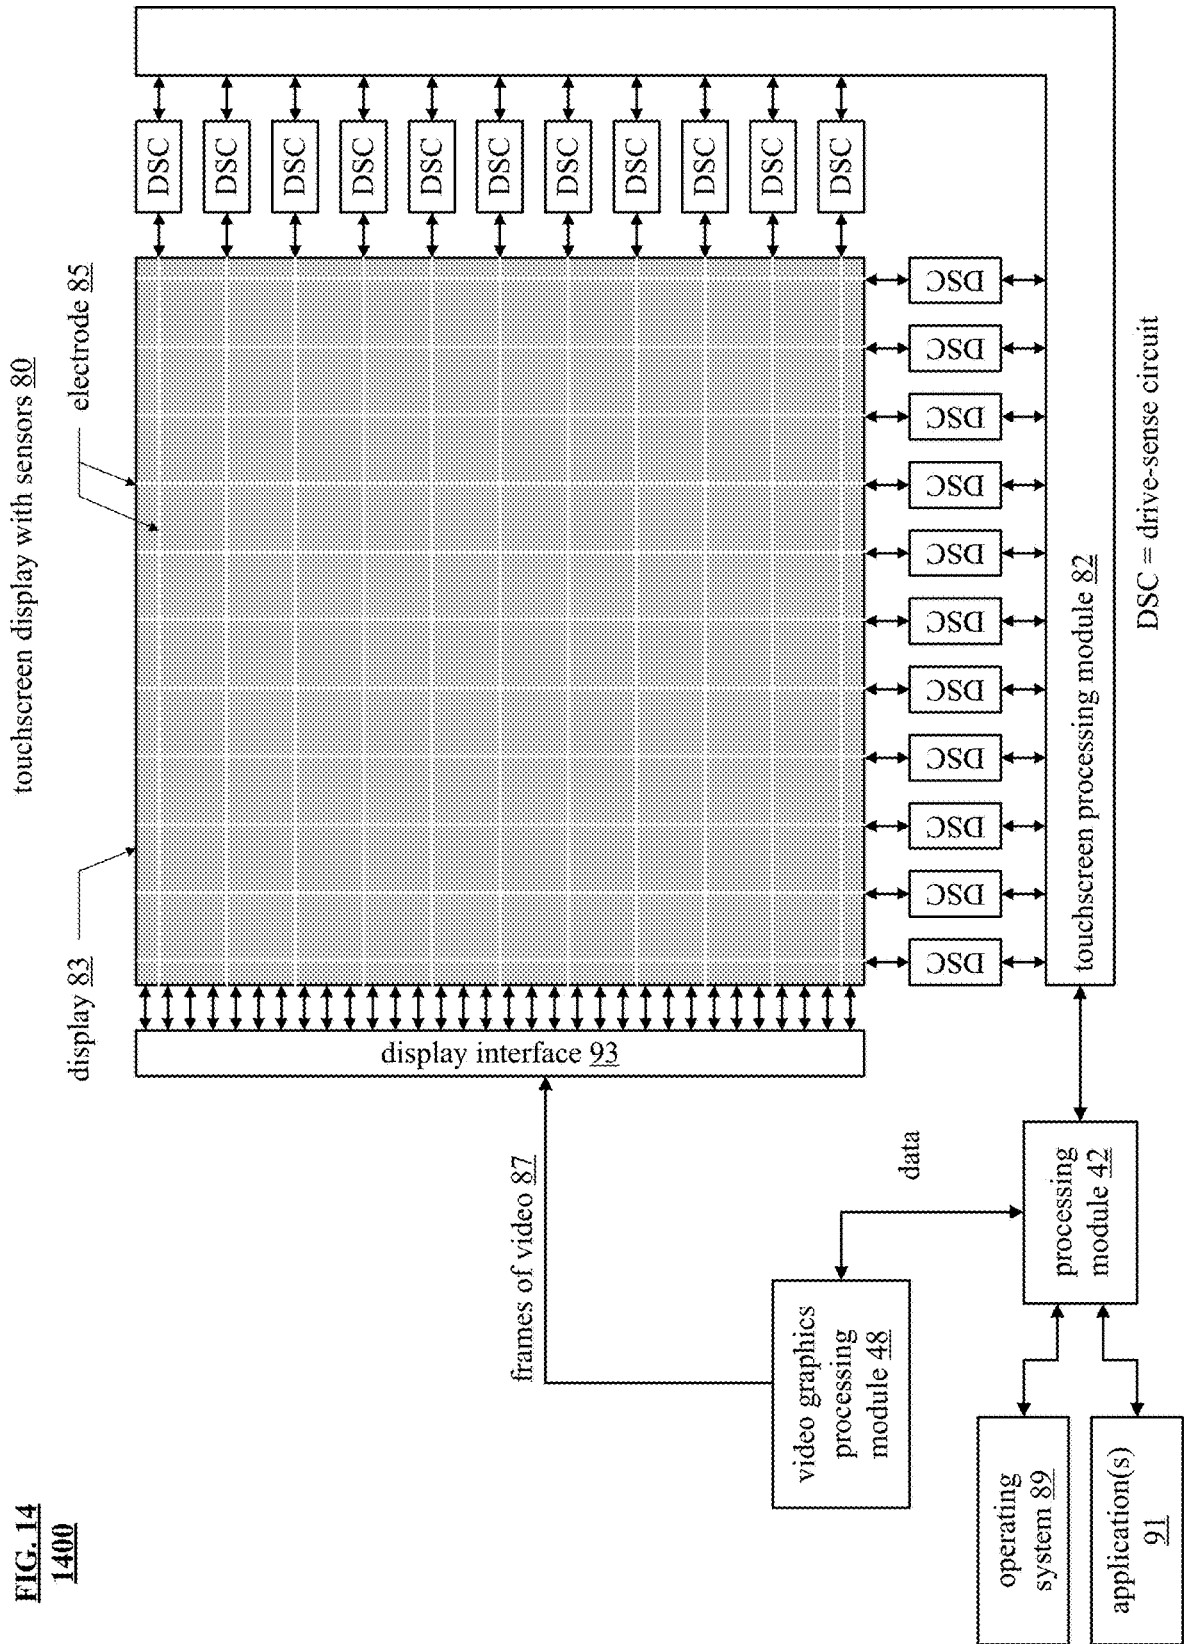 FIG. 14
1400
touchscreen display with sensors 80
display 83
electrode 85
DSC
DSC
DSC
DSC
DSC
DSC
DSC
DSC
DSC
DSC
DSC
display interface 93
frames of video 87
video graphics
processing
module 48
data
DSC
DSC
DSC
DSC
DSC
DSC
DSC
DSC
DSC
DSC
DSC
operating
system 89
application(s)
91
processing
module 42
touchscreen processing module 82
DSC = drive-sense circuit